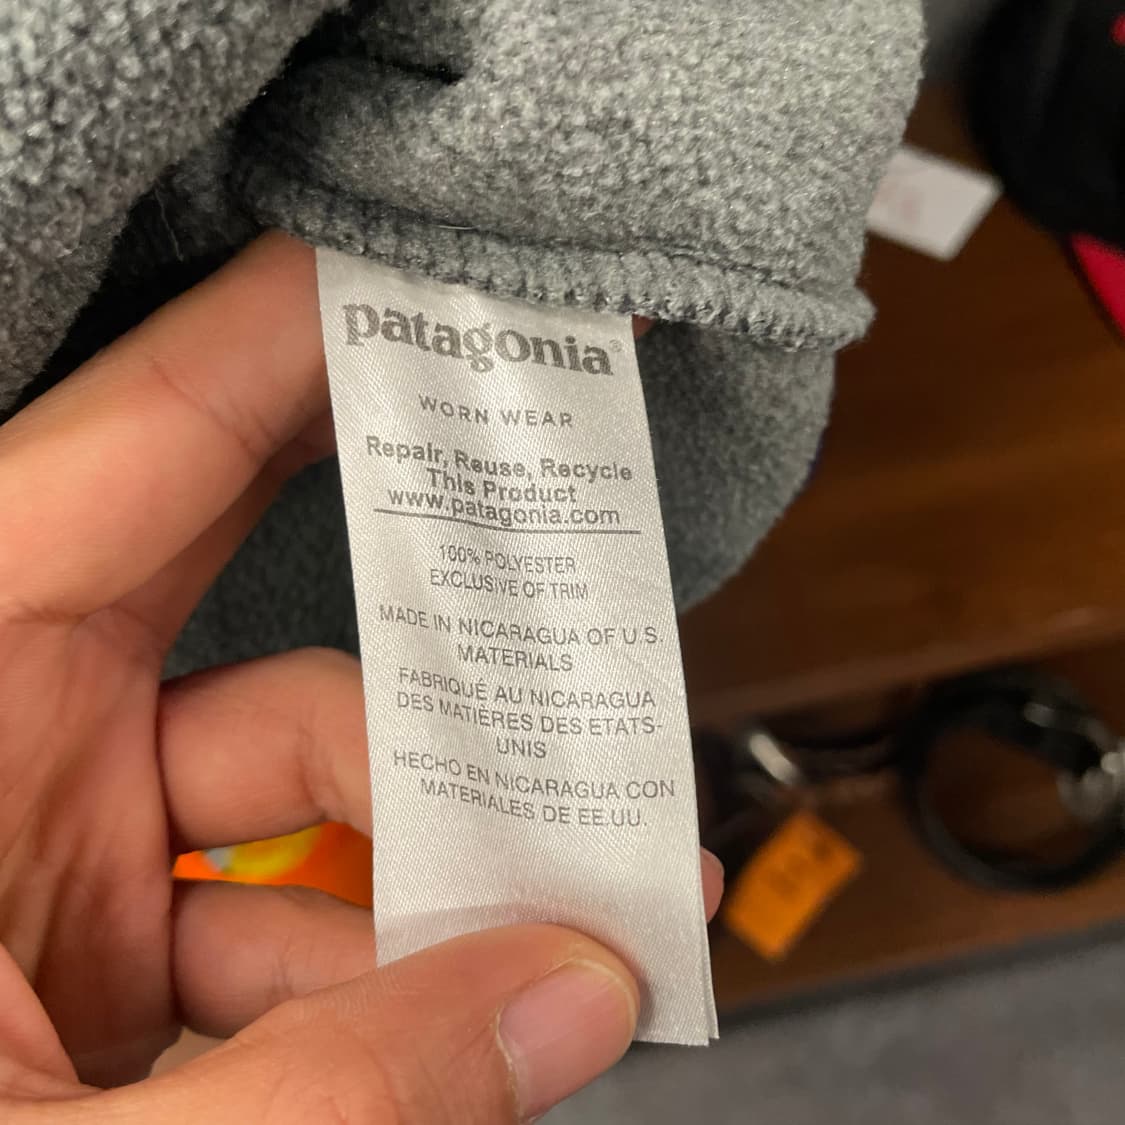 patagonia®
WORN WEAR
Repair, Reuse, Recycle
This Product
www.patagonia.com
100% POLYESTER
EXCLUSIVE OF TRIM
MADE IN NICARAGUA OF U.S.
MATERIALS
FABRIQUÉ AU NICARAGUA
DES MATIÈRES DES ETATS-
UNIS
HECHO EN NICARAGUA CON
MATERIALES DE EE.UU.